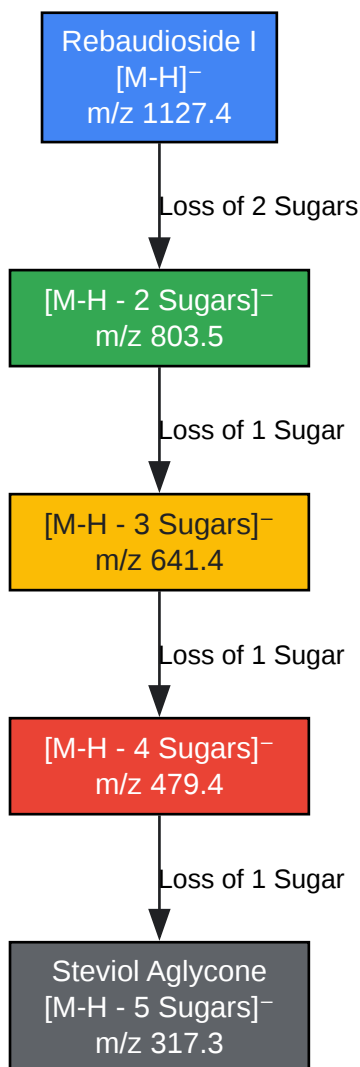 Rebaudioside I
[M-H]⁻
m/z 1127.4
Loss of 2 Sugars
[M-H - 2 Sugars]⁻
m/z 803.5
Loss of 1 Sugar
[M-H - 3 Sugars]⁻
m/z 641.4
Loss of 1 Sugar
[M-H - 4 Sugars]⁻
m/z 479.4
Loss of 1 Sugar
Steviol Aglycone
[M-H - 5 Sugars]⁻
m/z 317.3